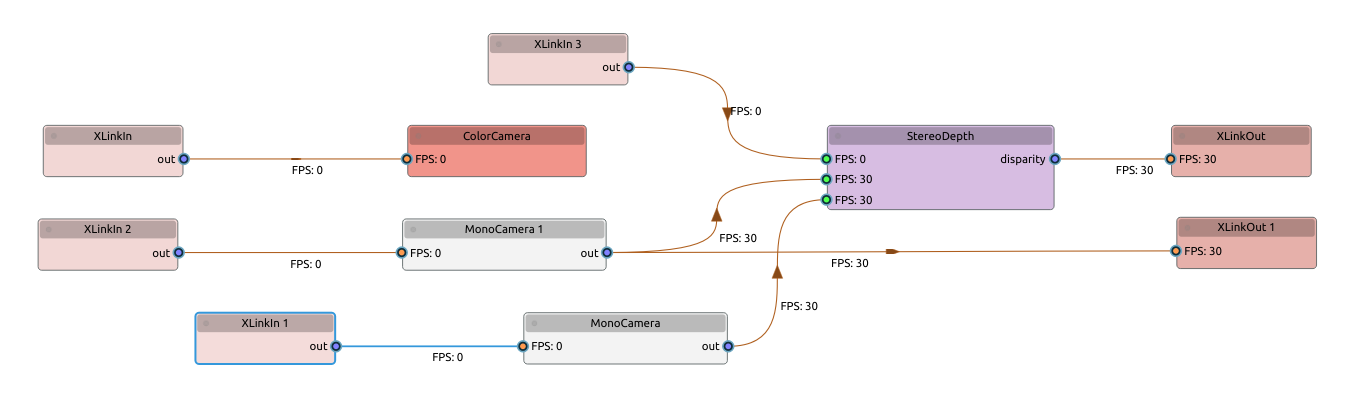 XLinkIn 3
out
FPS: 0
XLinkIn
out
FPS: 0
ColorCamera
FPS: 0
StereoDepth
FPS: 0 disparity
FPS: 30
FPS: 30
FPS: 30
XLinkOut
FPS: 30
XLinkIn 2
out
FPS: 0
MonoCamera 1
FPS: 0 out
FPS: 30
FPS: 30
XLinkOut 1
FPS: 30
XLinkIn 1
out
FPS: 0
MonoCamera
FPS: 0 out
FPS: 30